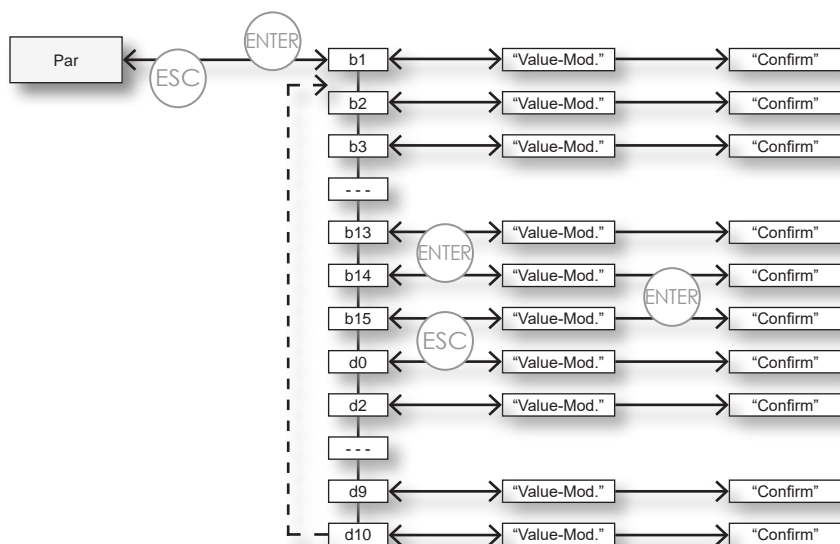 ENTER
Par
ESC
b1 “Value-Mod.” “Confirm”
b2 “Value-Mod.” “Confirm”
b3 “Value-Mod.” “Confirm”
- - -
b13 “Value-Mod.” “Confirm”
ENTER
b14 “Value-Mod.” “Confirm”
ENTER
b15 “Value-Mod.” “Confirm”
ESC
d0 “Value-Mod.” “Confirm”
d2 “Value-Mod.” “Confirm”
- - -
d9 “Value-Mod.” “Confirm”
d10 “Value-Mod.” “Confirm”